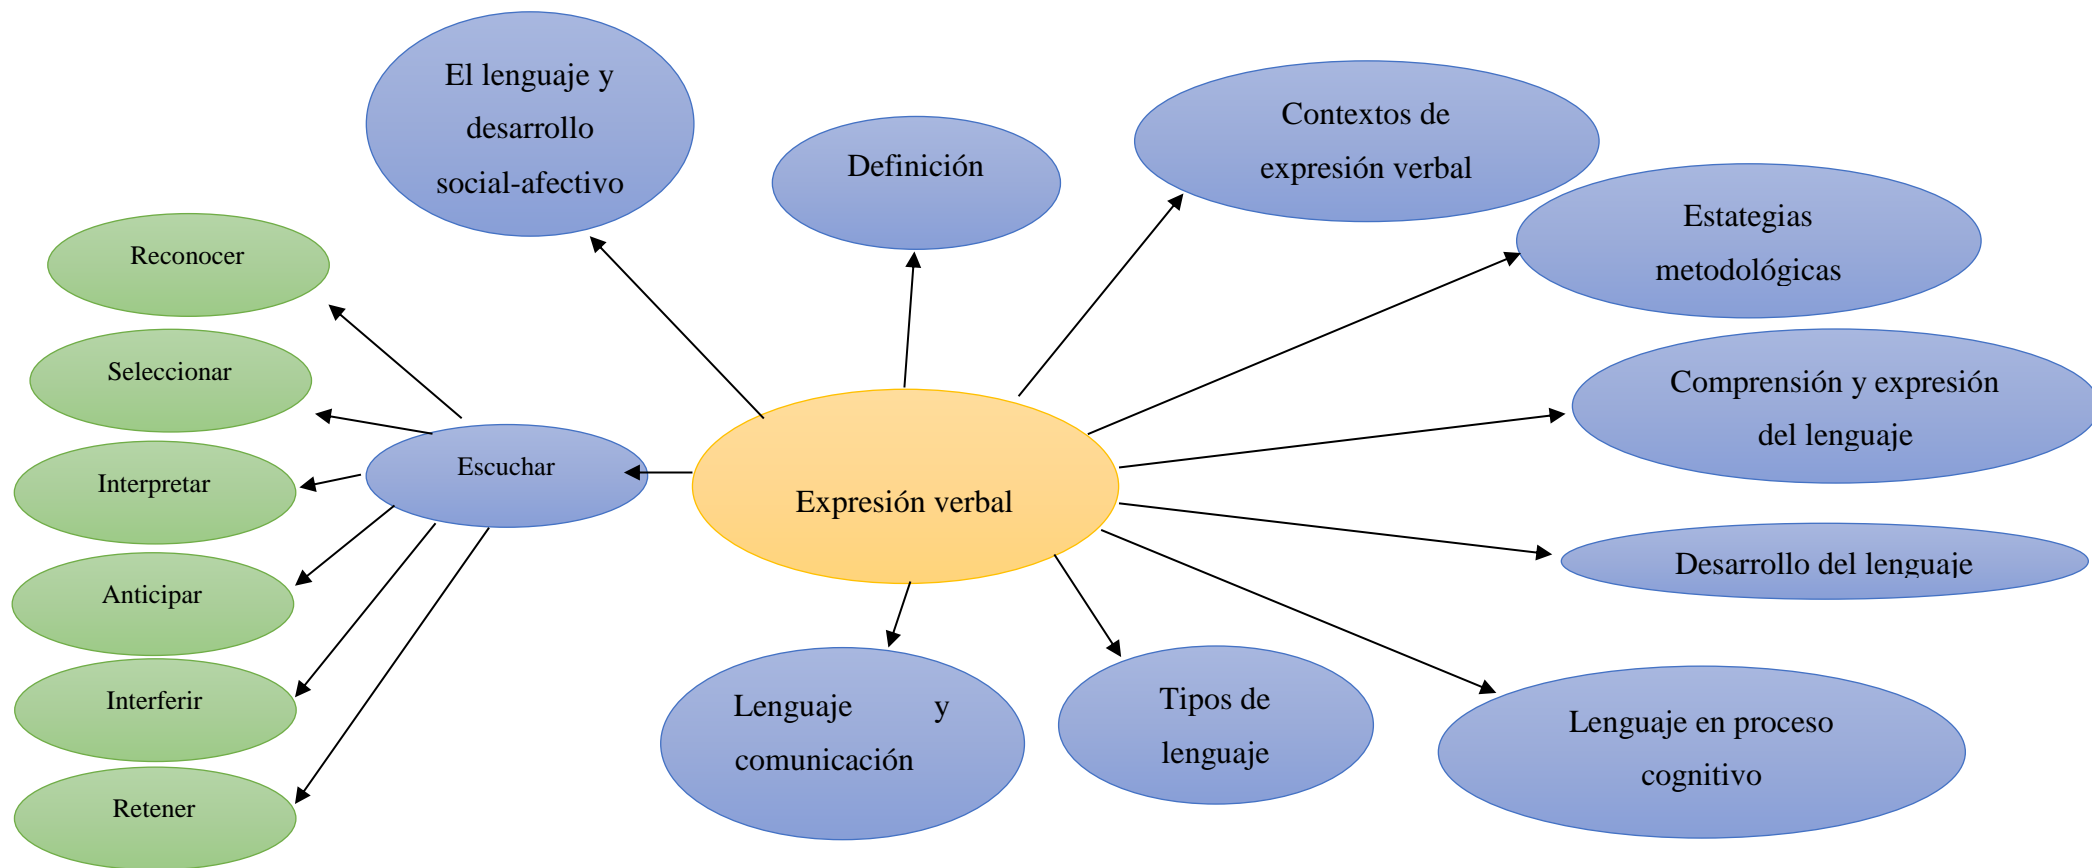 El lenguaje y
desarrollo
social-afectivo
Definición
Contextos de
expresión verbal
Estategias
metodológicas
Comprensión y expresión
del lenguaje
Desarrollo del lenguaje
Lenguaje en proceso
cognitivo
Tipos de
lenguaje
Lenguaje y
comunicación
Expresión verbal
Escuchar
Reconocer
Seleccionar
Interpretar
Anticipar
Interferir
Retener